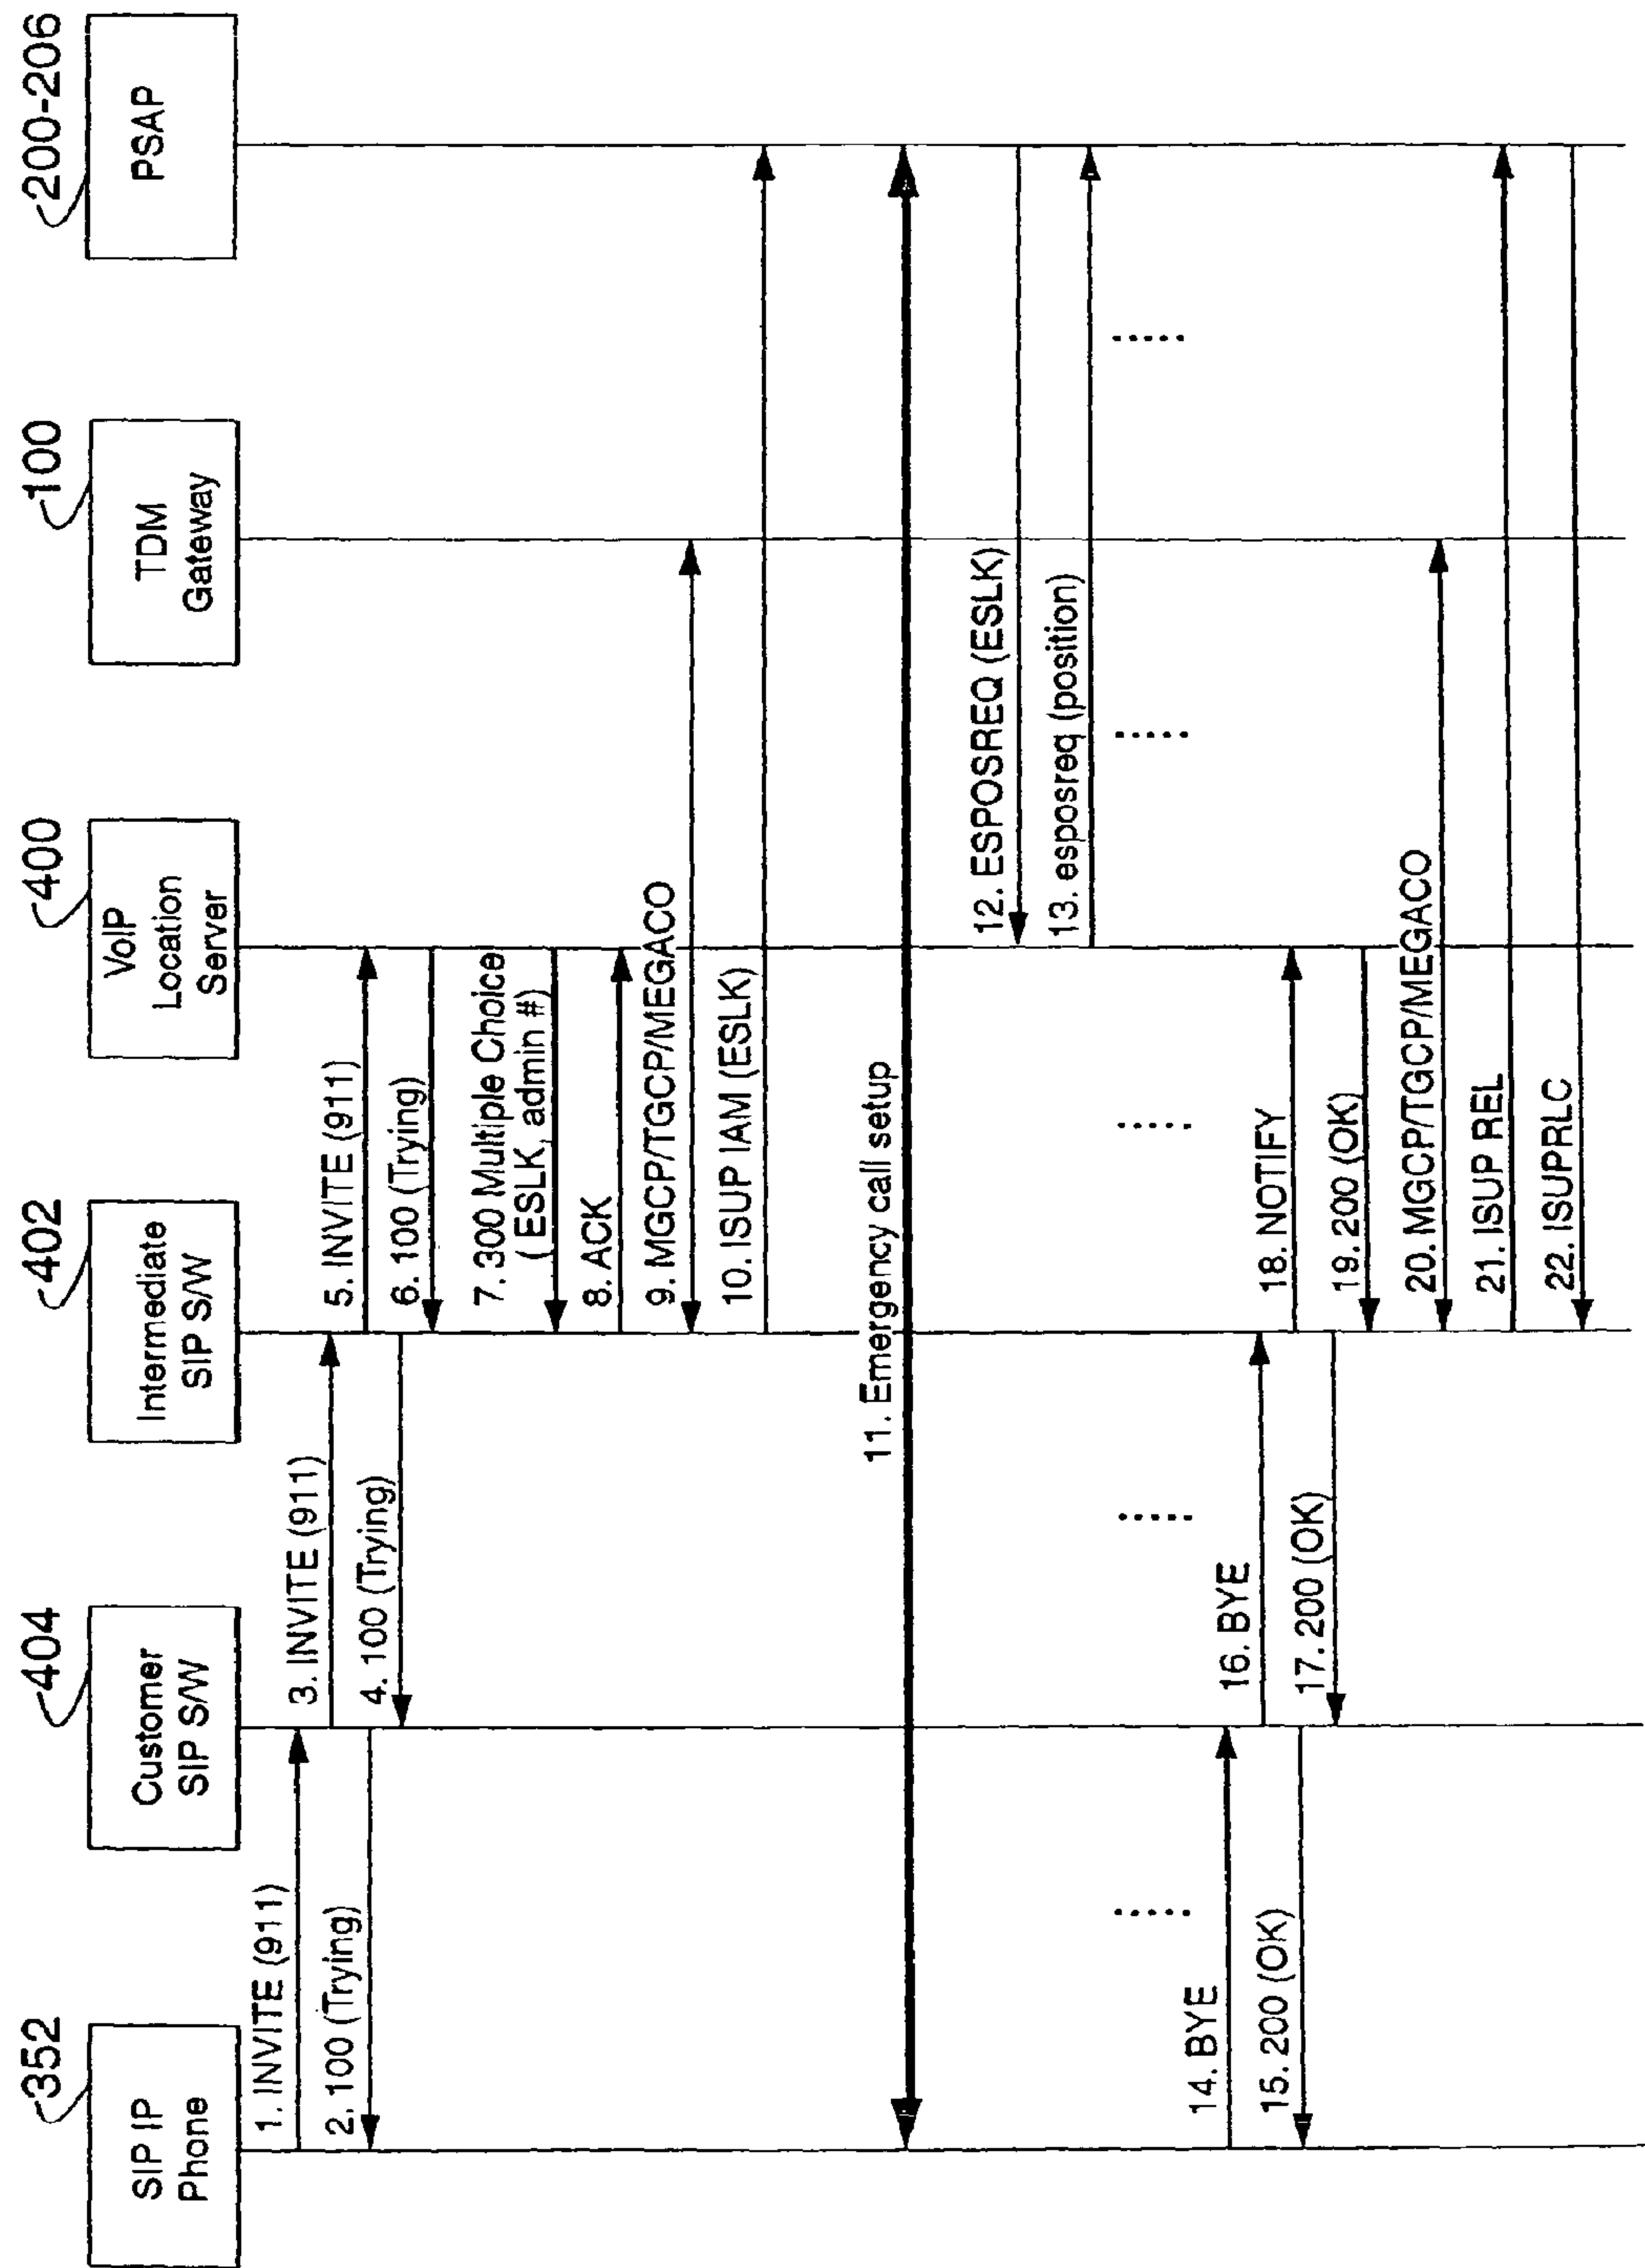 352
404
402
400
100
200-206
SIP IP
Phone
Customer
SIP S/W
Intermediate
SIP S/W
VoIP
Location
Server
TDM
Gateway
PSAP
1. INVITE (911)
2. 100 (Trying)
3. INVITE (911)
4. 100 (Trying)
5. INVITE (911)
6. 100 (Trying)
7. 300 Multiple Choice
( ESLK, admin #)
8. ACK
9. MGCP/TGCP/MEGACO
10. ISUP IAM (ESLK)
11. Emergency call setup
12. ESPOSREQ (ESLK)
13. esposreq (position)
14. BYE
15. 200 (OK)
16. BYE
17. 200 (OK)
18. NOTIFY
19. 200 (OK)
20. MGCP/TGCP/MEGACO
21. ISUP REL
22. ISUPRLC